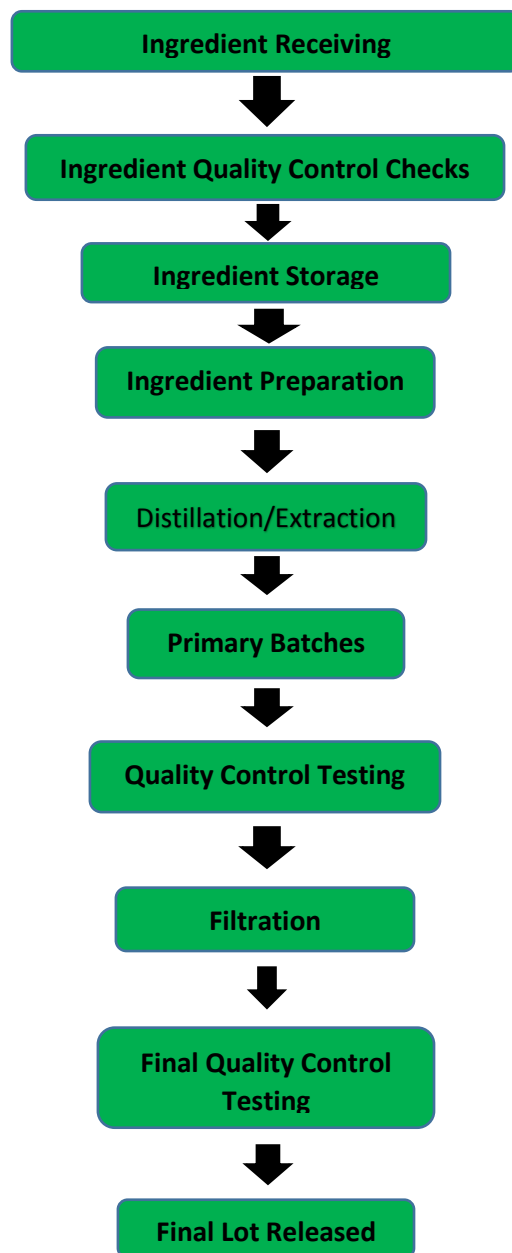 Ingredient Receiving
Ingredient Quality Control Checks
Ingredient Storage
Ingredient Preparation
Distillation/Extraction
Primary Batches
Quality Control Testing
Filtration
Final Quality Control
Testing
Final Lot Released